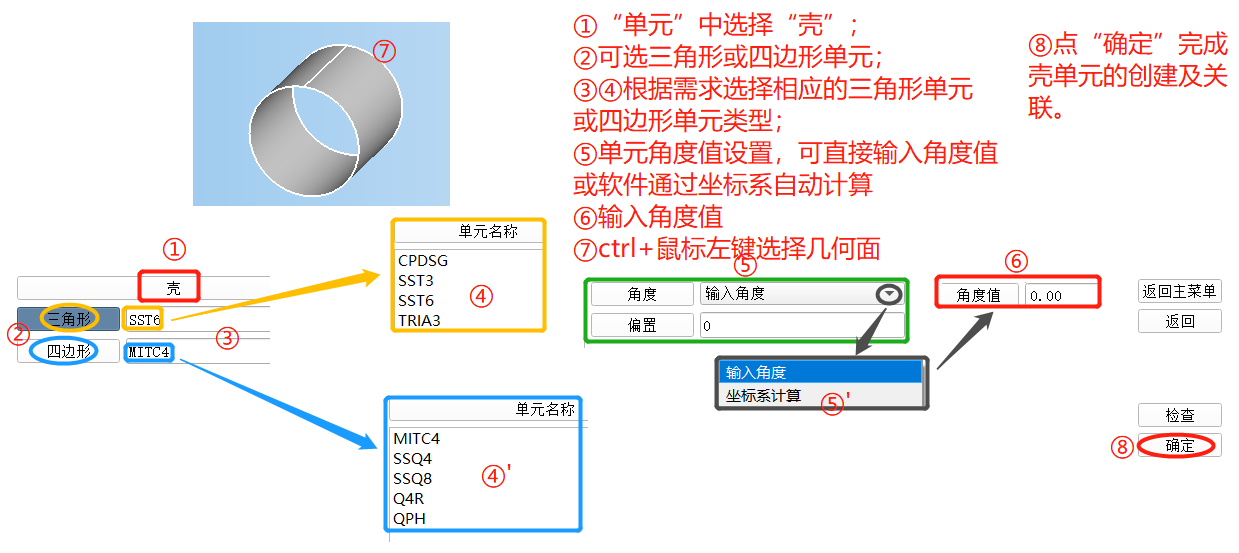 ⑦
①“单元”中选择“壳”；
②可选三角形或四边形单元；
③④根据需求选择相应的三角形单元
或四边形单元类型；
⑤单元角度值设置，可直接输入角度值
或软件通过坐标系自动计算
⑥输入角度值
⑦ctrl+鼠标左键选择几何面
⑧点“确定”完成
壳单元的创建及关
联。
①
壳
②
三角形 SST6
③
四边形 MITC4
单元名称
CPDSG
SST3
SST6
TRIA3
④
单元名称
MITC4
SSQ4
SSQ8
Q4R
QPH
④'
⑤
角度 输入角度
偏置 0
输入角度
坐标系计算
⑤'
⑥
角度值 0.00
返回主菜单
返回
检查
⑧ 确定